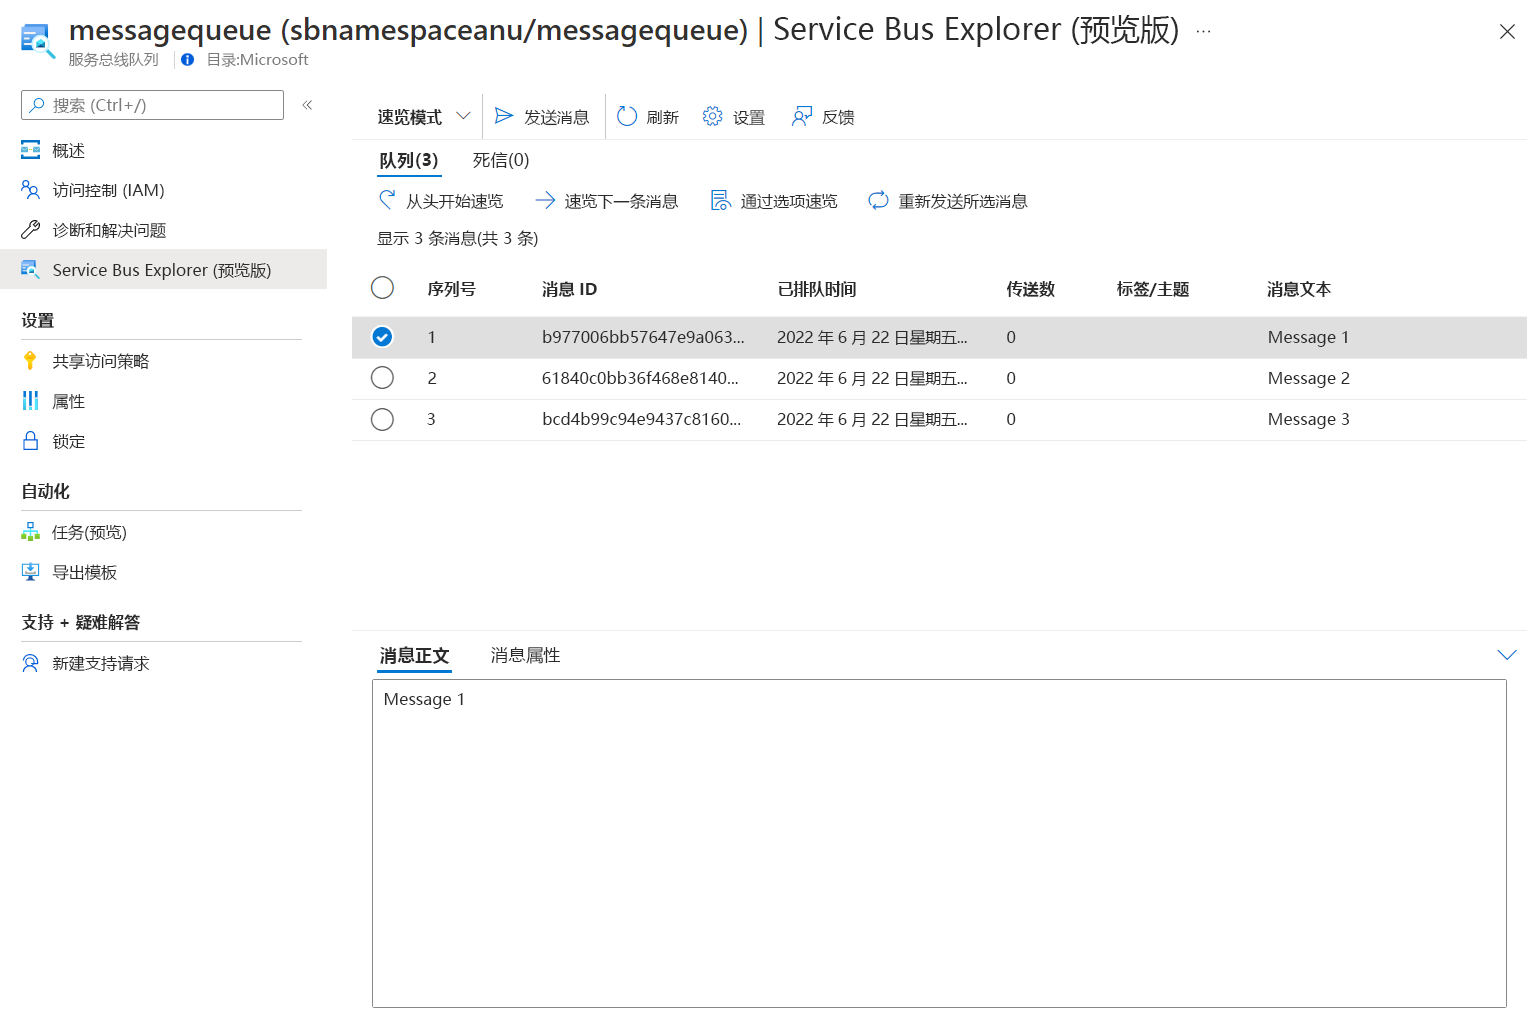 messagequeue (sbnamespaceanu/messagequeue) | Service Bus Explorer (预览版) ...
服务总线队列 目录:Microsoft
搜索 (Ctrl+/) «
概述
访问控制 (IAM)
诊断和解决问题
Service Bus Explorer (预览版)
设置
共享访问策略
属性
锁定
自动化
任务(预览)
导出模板
支持 + 疑难解答
新建支持请求
速览模式 发送消息 刷新 设置 反馈
队列(3) 死信(0)
从头开始速览 速览下一条消息 通过选项速览 重新发送所选消息
显示 3 条消息(共 3 条)
序列号 消息 ID 已排队时间 传送数 标签/主题 消息文本
1 b977006bb57647e9a063... 2022 年 6 月 22 日星期五... 0 Message 1
2 61840c0bb36f468e8140... 2022 年 6 月 22 日星期五... 0 Message 2
3 bcd4b99c94e9437c8160... 2022 年 6 月 22 日星期五... 0 Message 3
消息正文 消息属性
Message 1